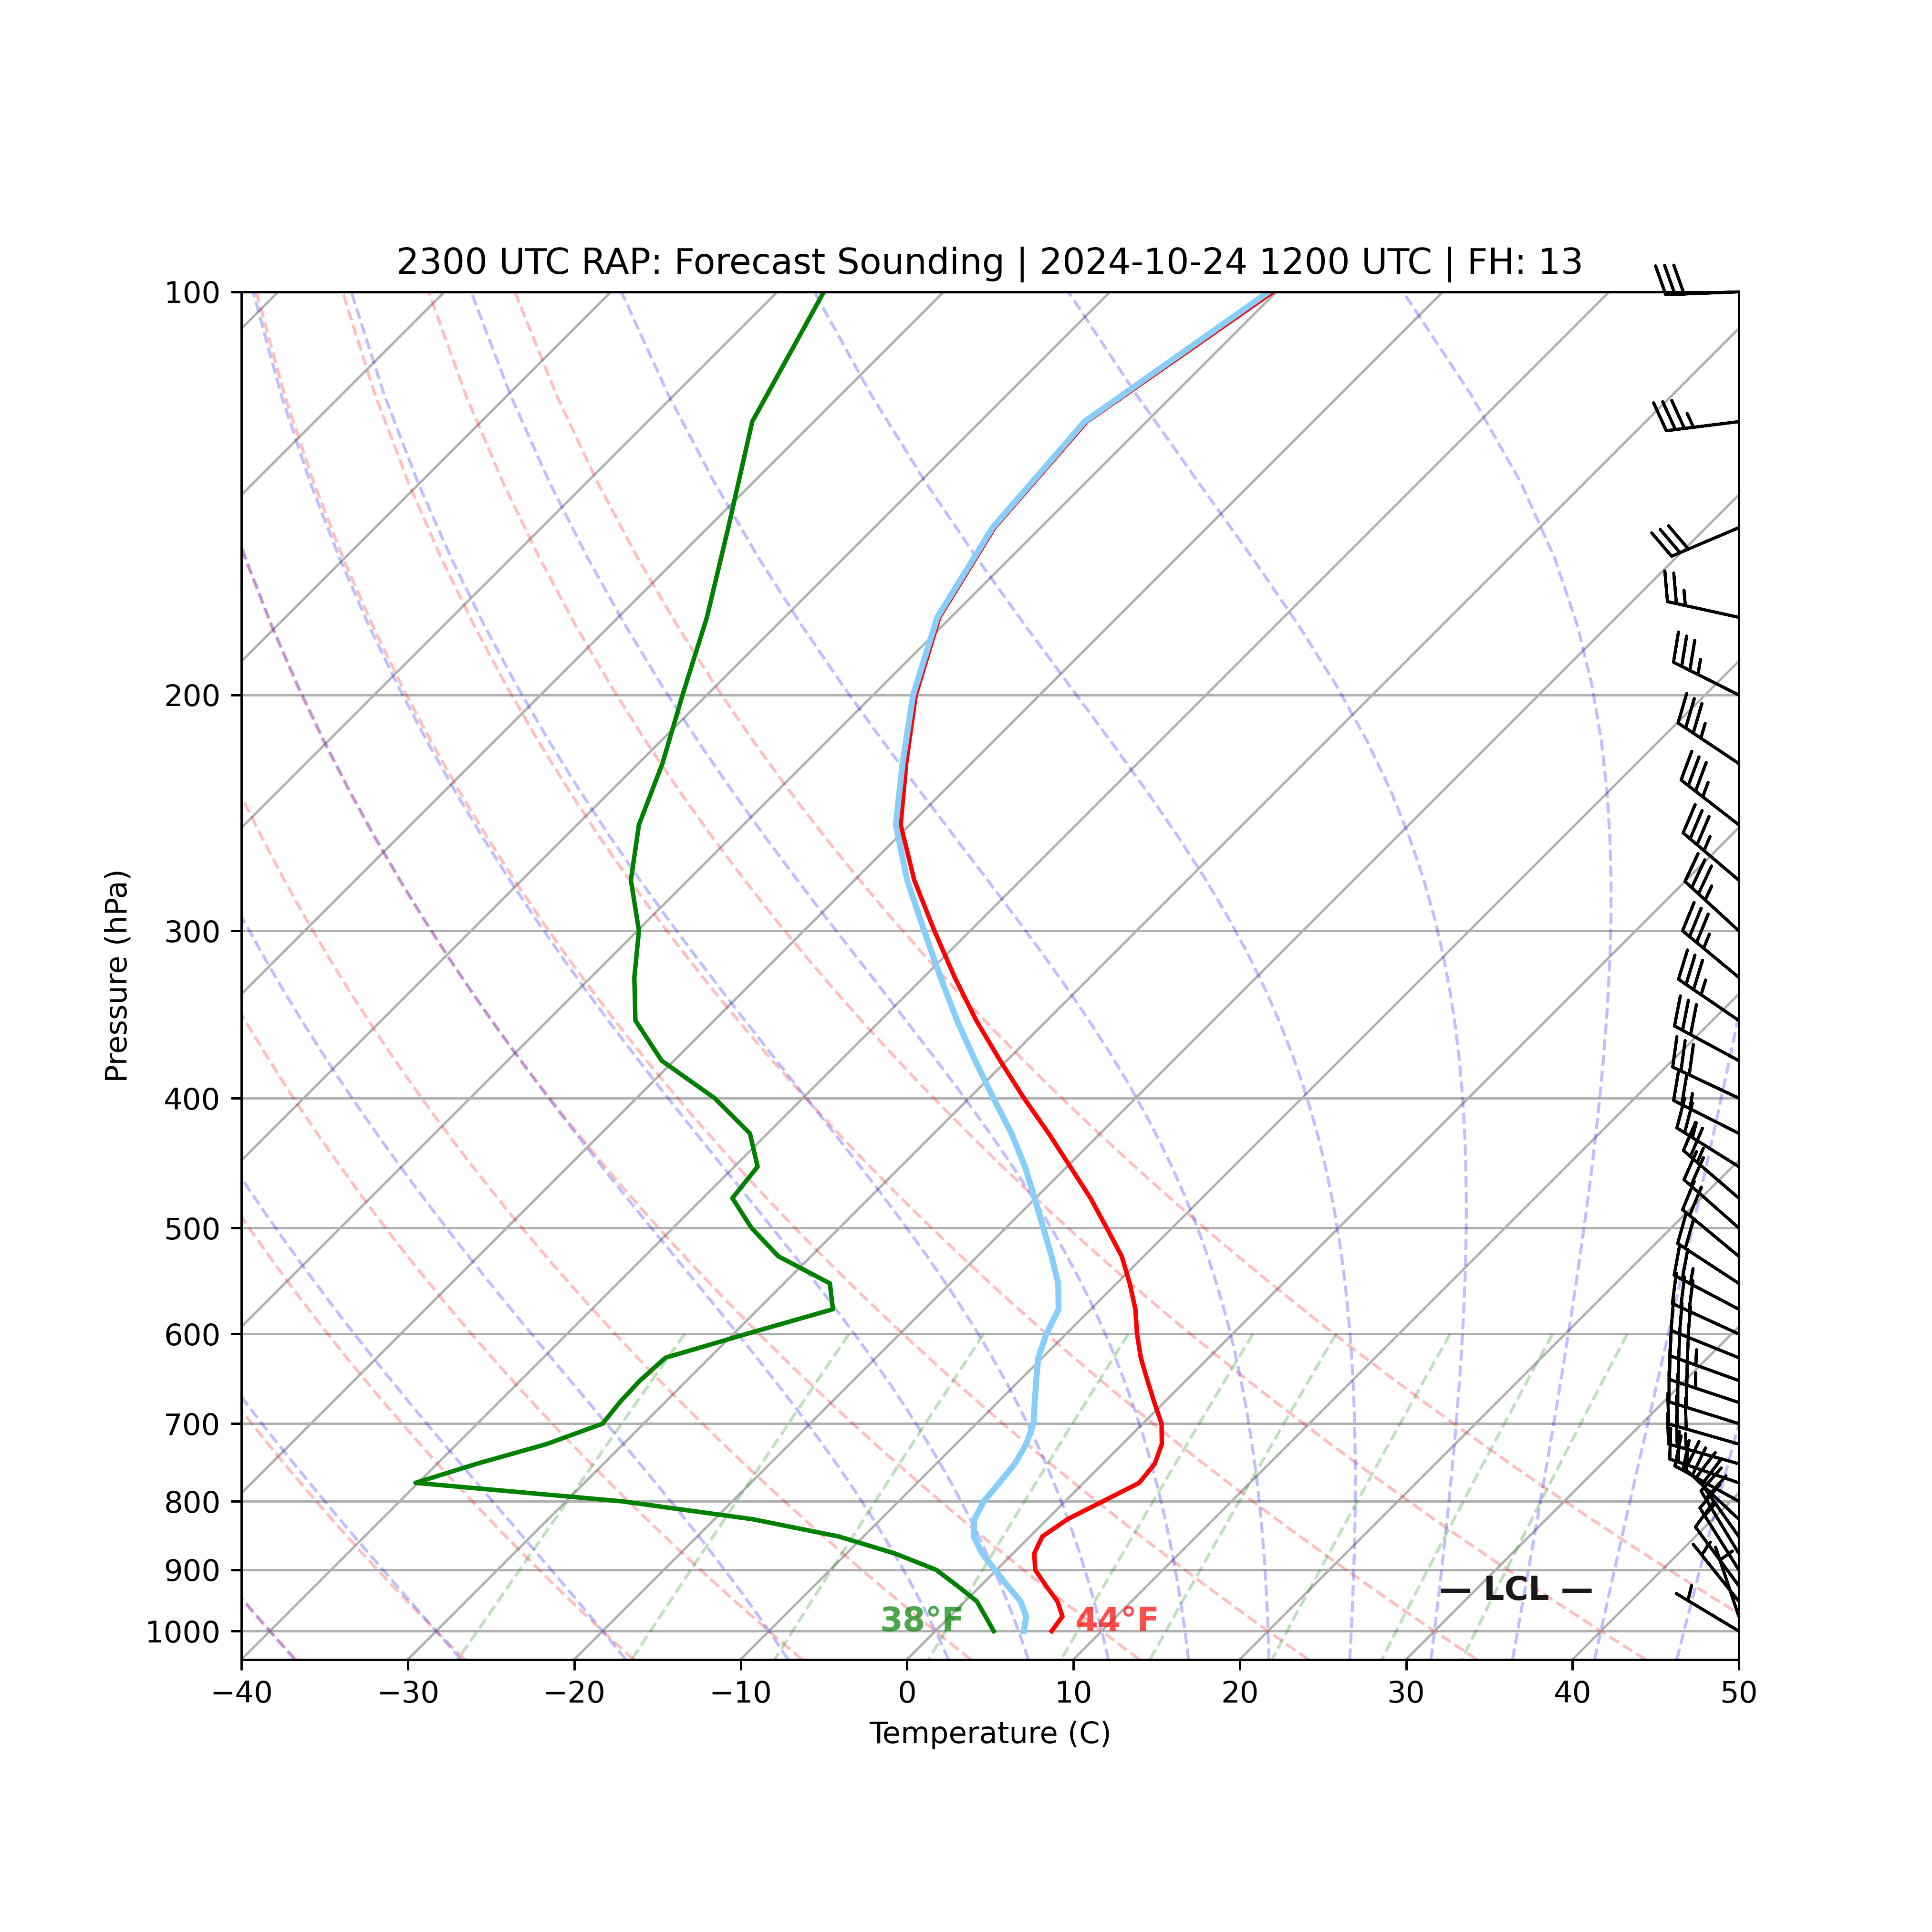 2300 UTC RAP: Forecast Sounding | 2024-10-24 1200 UTC | FH: 13
100
200
300
400
500
600
700
800
900
1000
Pressure (hPa)
38°F
44°F
— LCL —
−40 −30 −20 −10 0 10 20 30 40 50
Temperature (C)